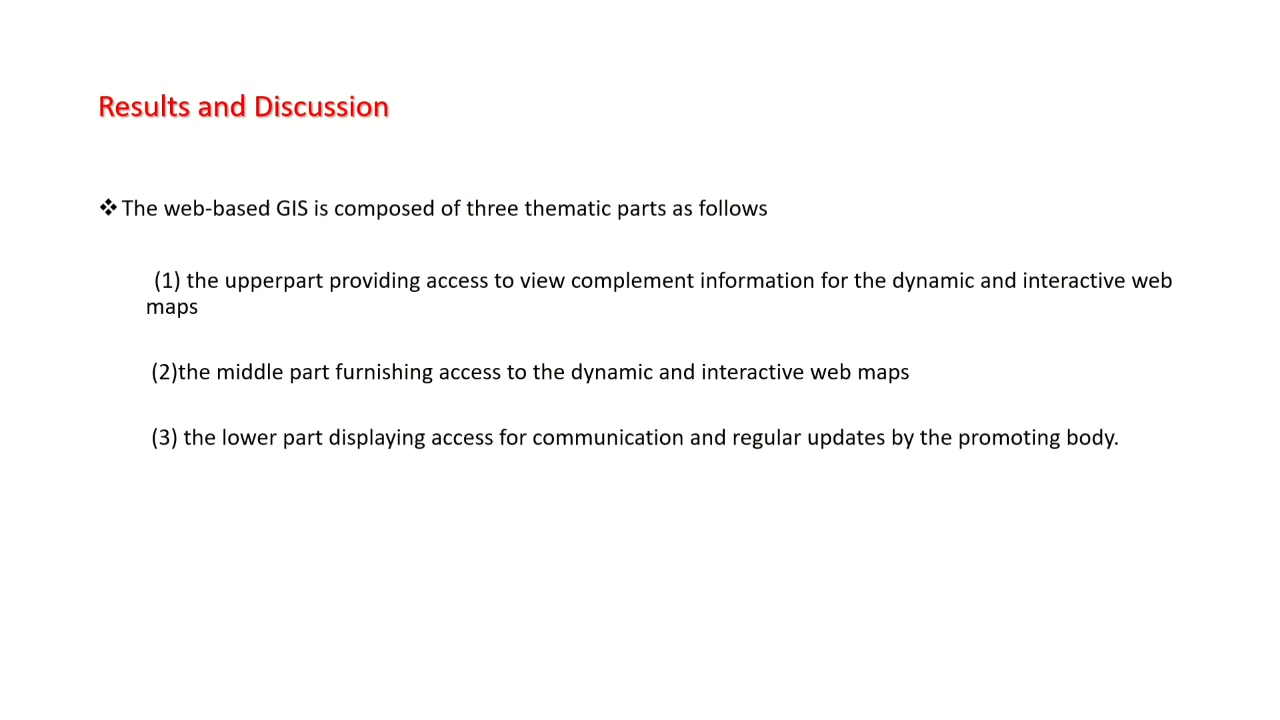 Results and Discussion
❖ The web-based GIS is composed of three thematic parts as follows
(1) the upperpart providing access to view complement information for the dynamic and interactive web
maps
(2)the middle part furnishing access to the dynamic and interactive web maps
(3) the lower part displaying access for communication and regular updates by the promoting body.